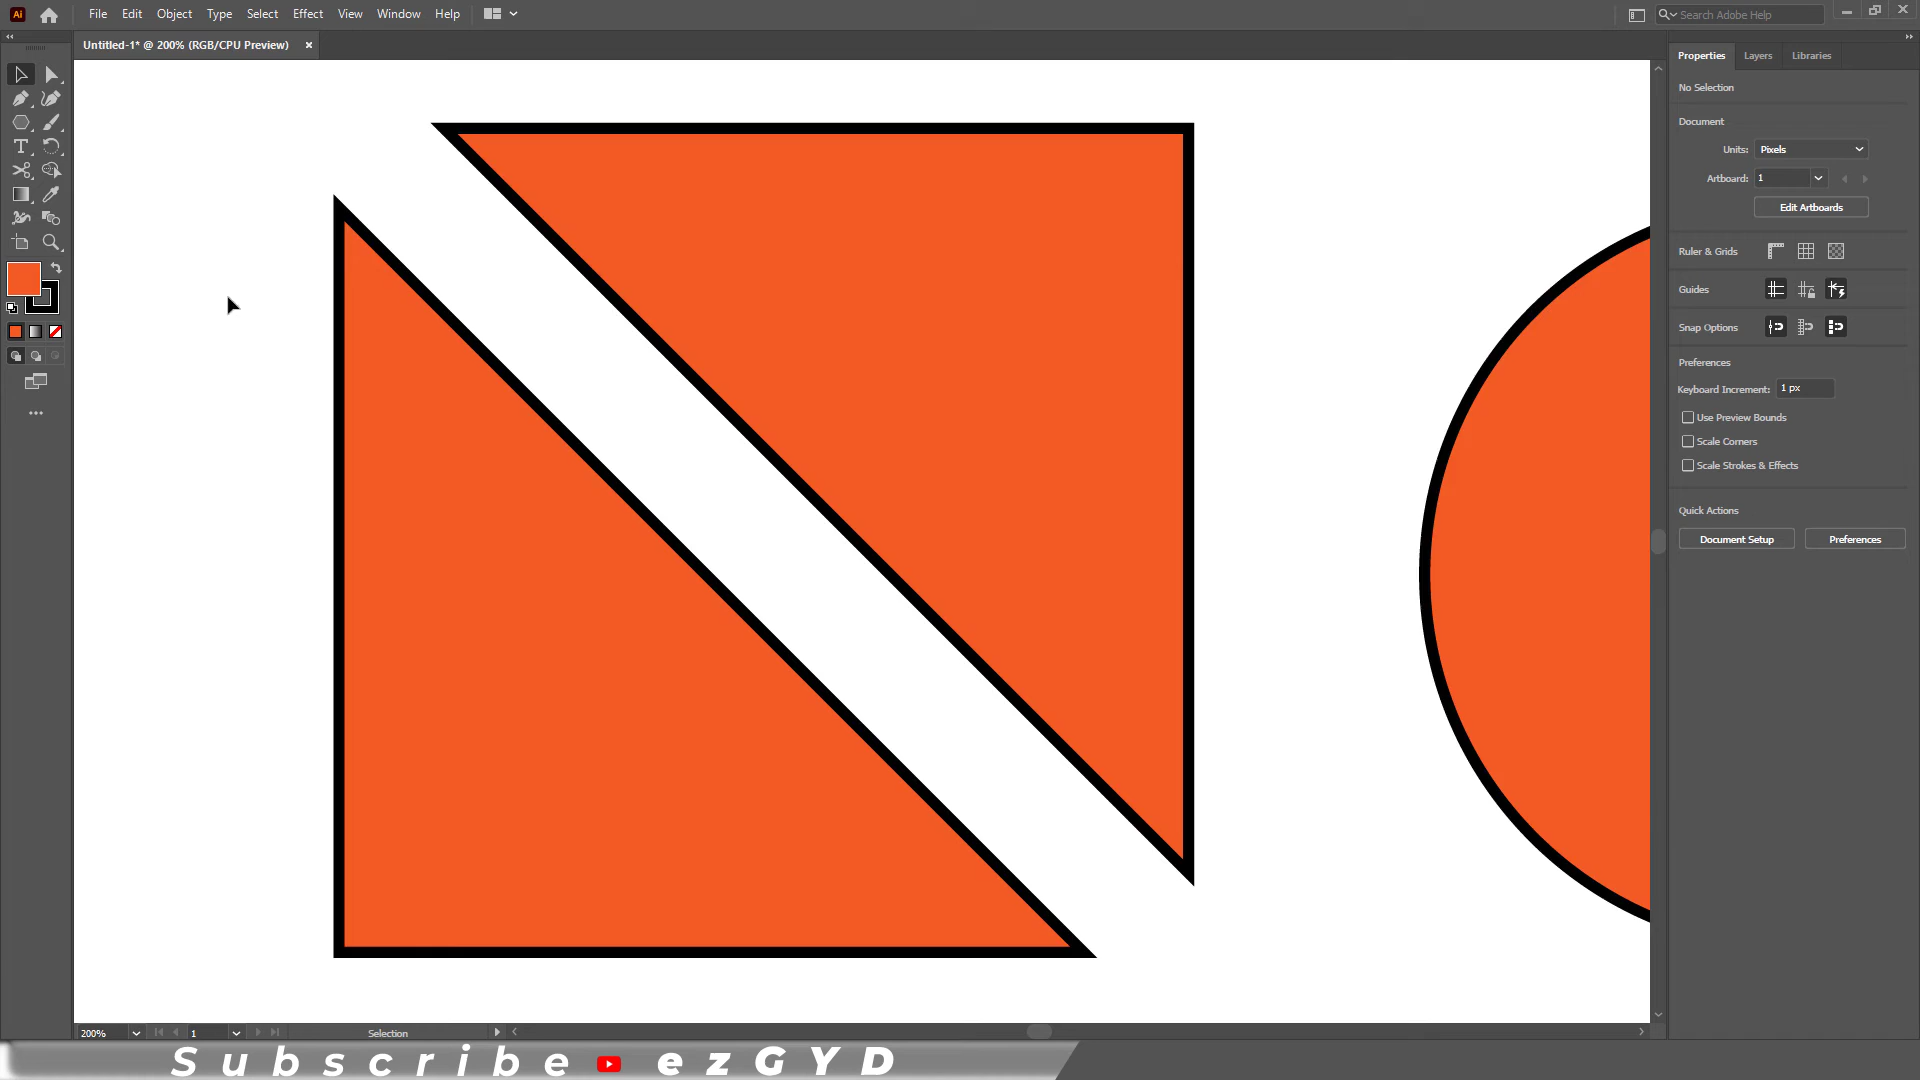 Ai File Edit Object Type Select Effect View Window Help Search Adobe Help
Untitled-1* @ 200% (RGB/CPU Preview) ×
Properties Layers Libraries
No Selection
Document
Units: Pixels
Artboard: 1
Edit Artboards
Ruler & Grids
Guides
Snap Options
Preferences
Keyboard Increment: 1 px
Use Preview Bounds
Scale Corners
Scale Strokes & Effects
Quick Actions
Document Setup Preferences
200% 1 Selection
Subscribe ezGYD